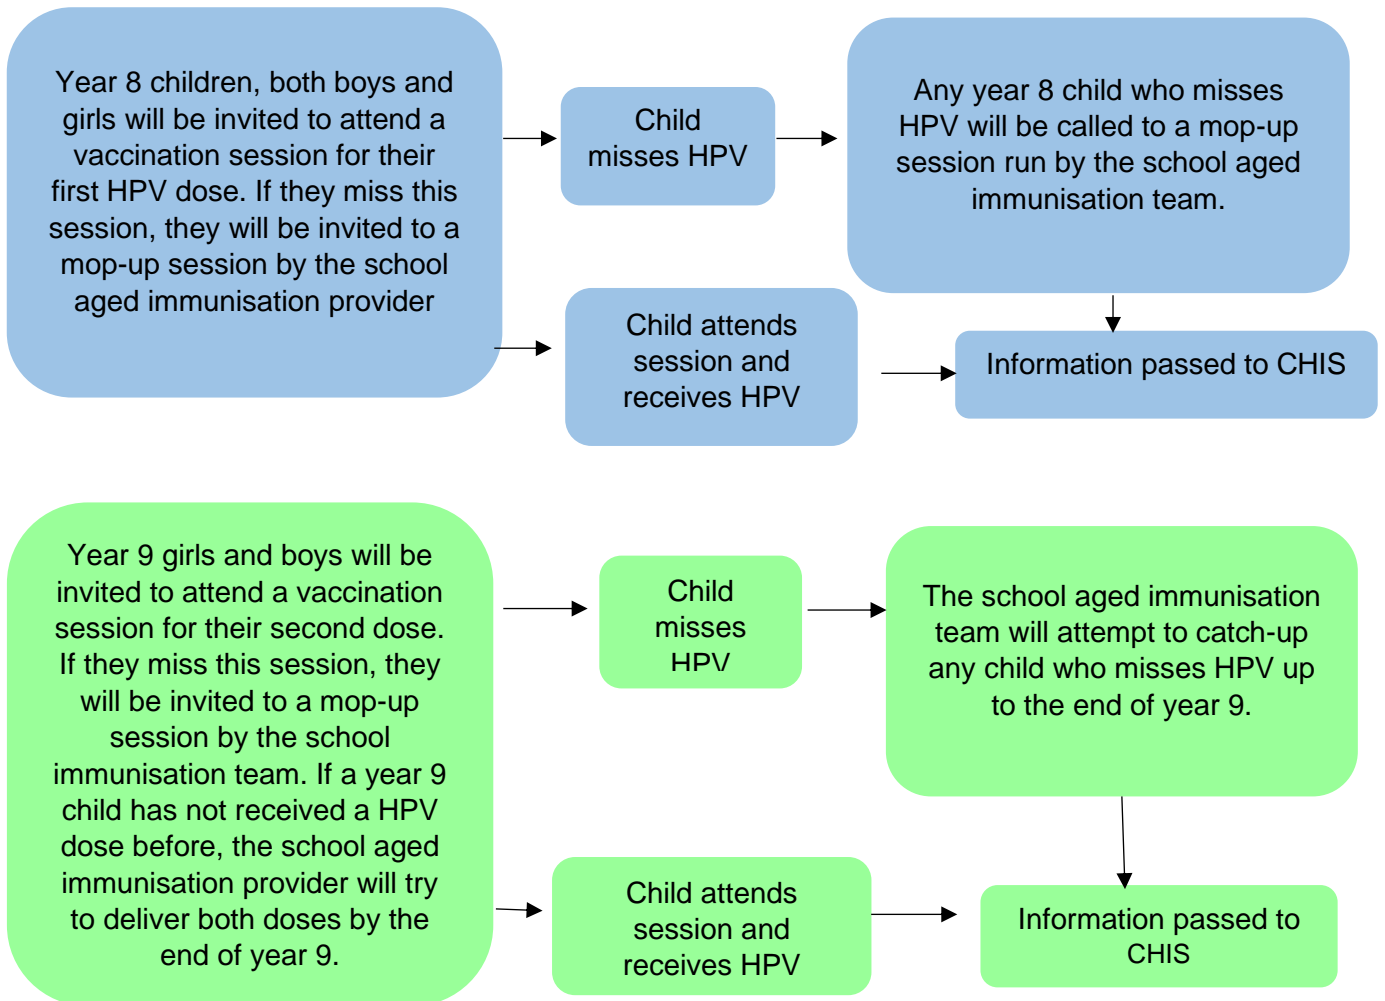 Year 8 children, both boys and
girls will be invited to attend a
vaccination session for their
first HPV dose. If they miss this
session, they will be invited to a
mop-up session by the school
aged immunisation provider
Child
misses HPV
Any year 8 child who misses
HPV will be called to a mop-up
session run by the school aged
immunisation team.
Child attends
session and
receives HPV
Information passed to CHIS
Year 9 girls and boys will be
invited to attend a vaccination
session for their second dose.
If they miss this session, they
will be invited to a mop-up
session by the school
immunisation team. If a year 9
child has not received a HPV
dose before, the school aged
immunisation provider will try
to deliver both doses by the
end of year 9.
Child
misses
HPV
The school aged immunisation
team will attempt to catch-up
any child who misses HPV up
to the end of year 9.
Child attends
session and
receives HPV
Information passed to
CHIS